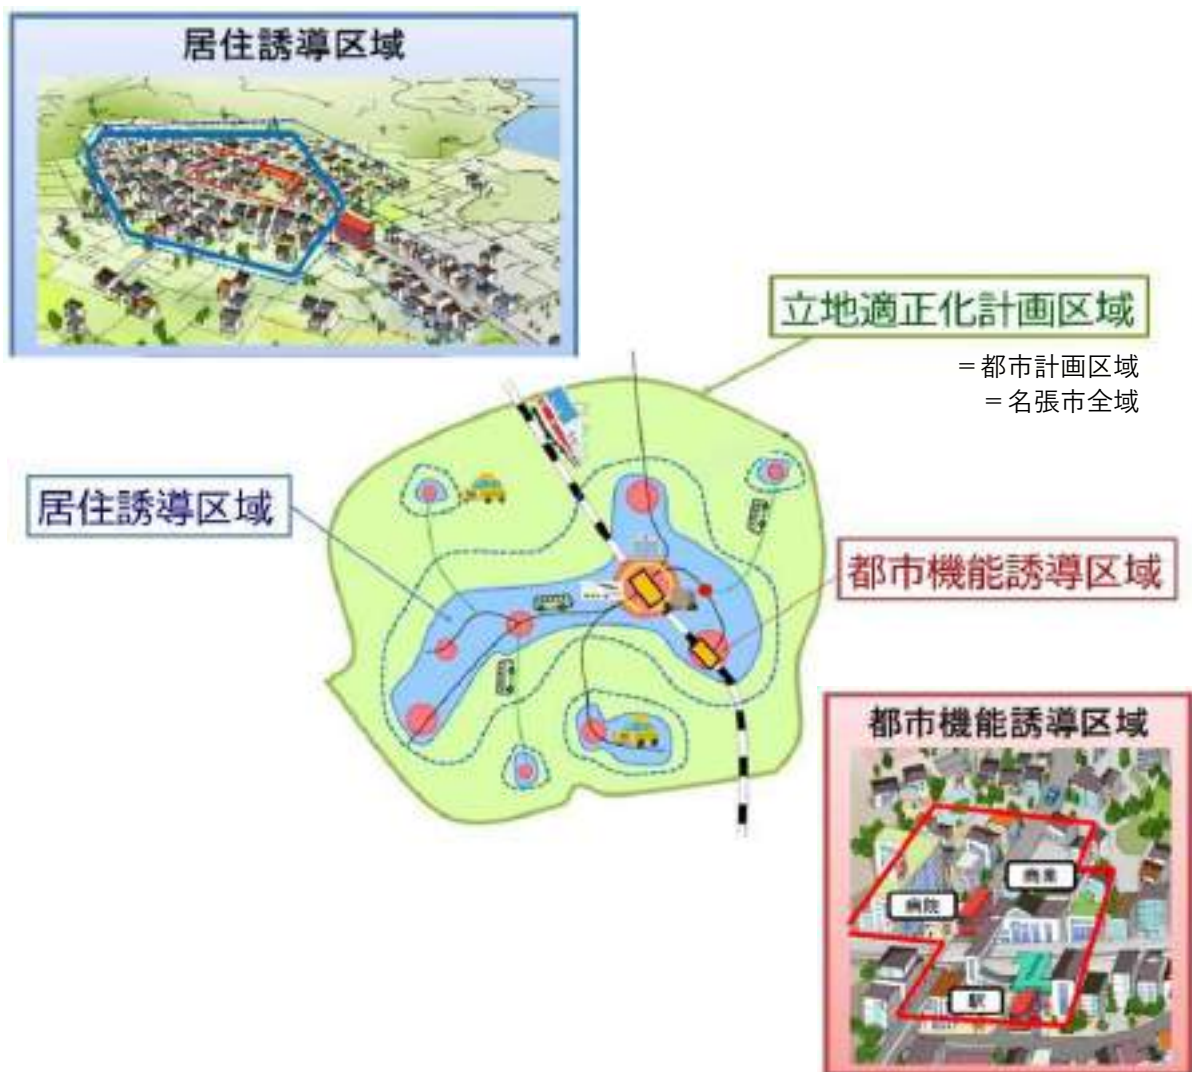 居住誘導区域
立地適正化計画区域
＝都市計画区域
＝名張市全域
居住誘導区域
都市機能誘導区域
都市機能誘導区域
商業
病院
駅